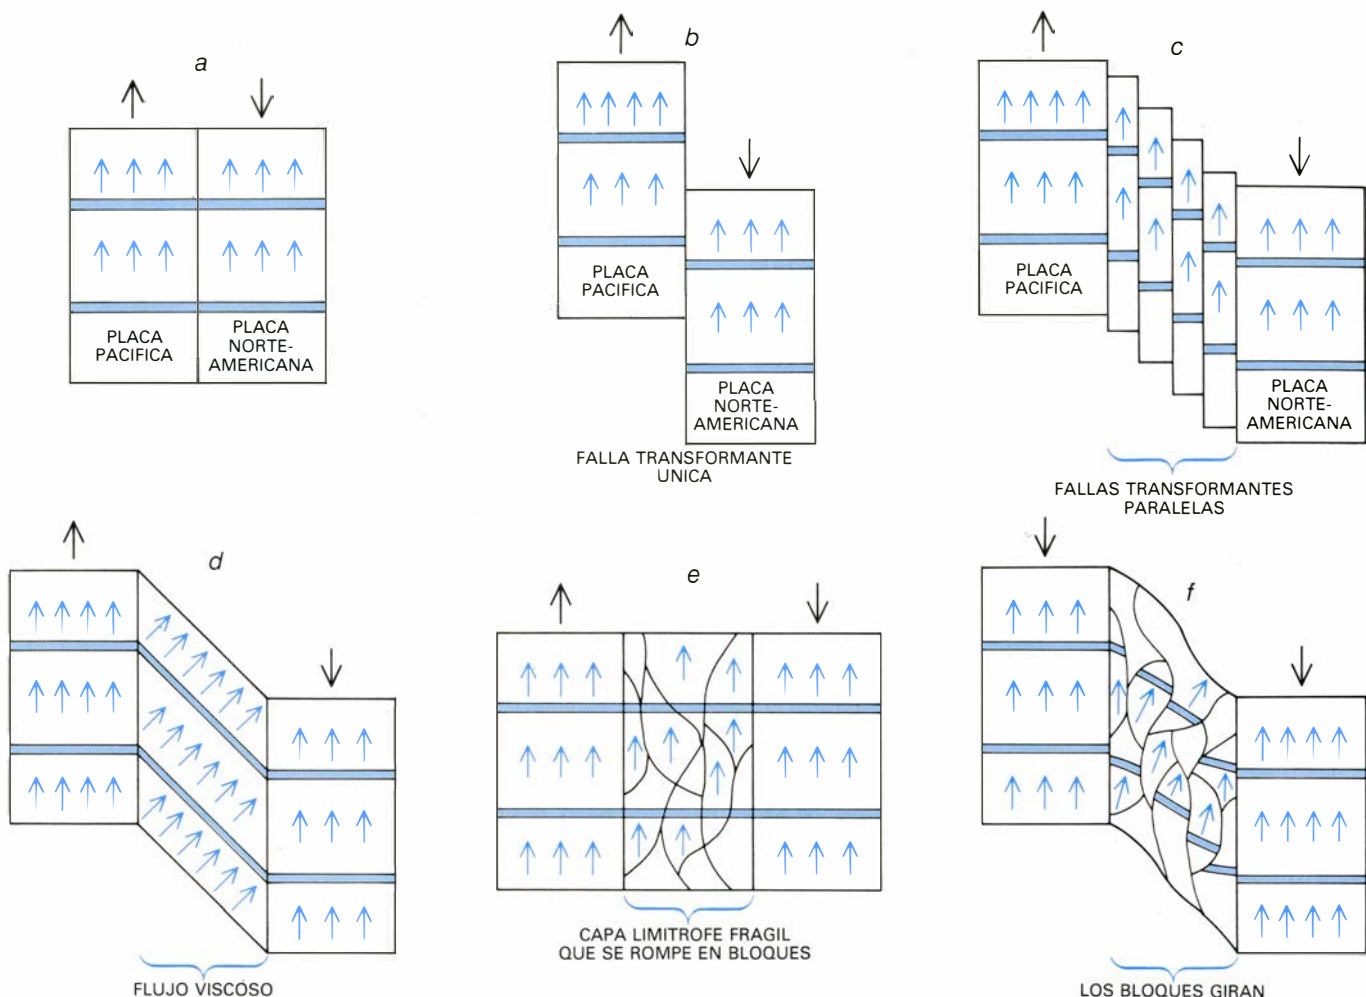 a
PLACA
PACIFICA
PLACA
NORTE-
AMERICANA
b
PLACA
PACIFICA
PLACA
NORTE-
AMERICANA
FALLA TRANSFORMANTE
UNICA
c
PLACA
PACIFICA
PLACA
NORTE-
AMERICANA
FALLAS TRANSFORMANTES
PARALELAS
d
FLUJO VISCOSO
e
CAPA LIMITROFE FRAGIL
QUE SE ROMPE EN BLOQUES
f
LOS BLOQUES GIRAN